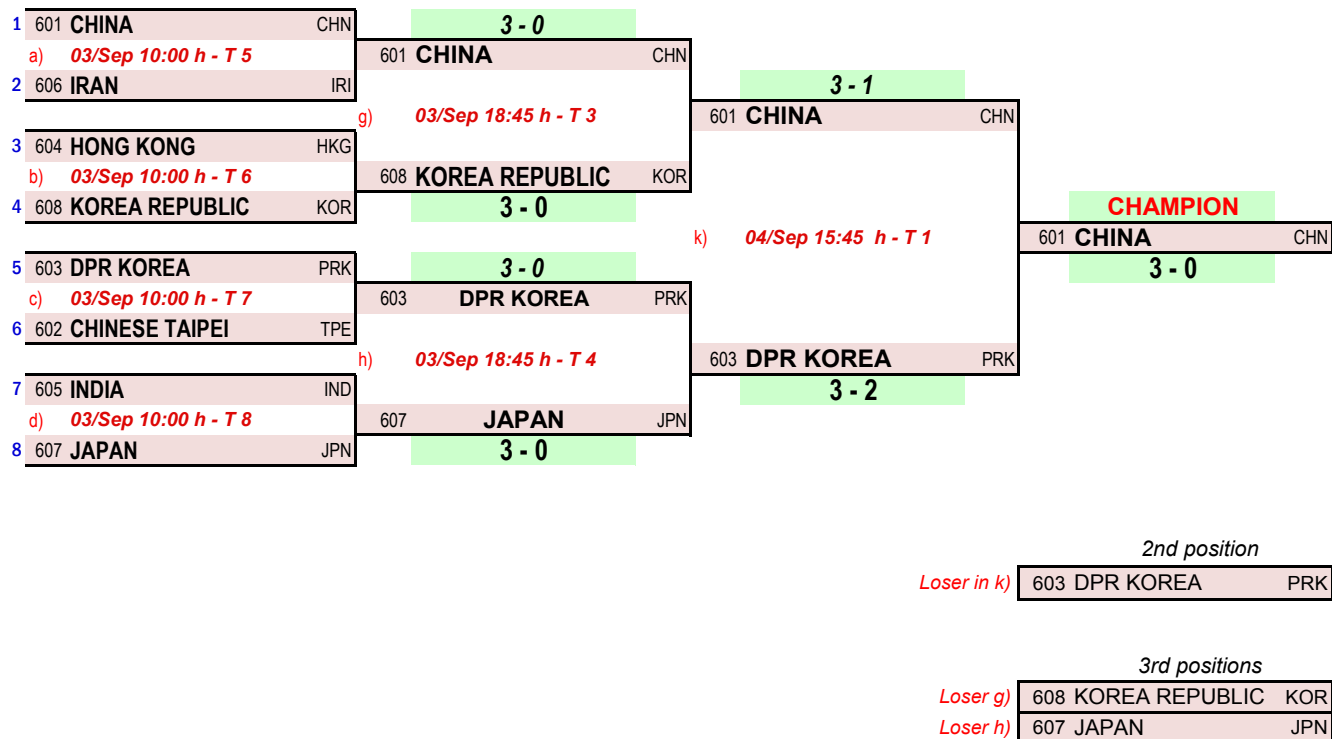 1 601 CHINA CHN
3 - 0
a) 03/Sep 10:00 h - T 5
601 CHINA CHN
2 606 IRAN IRI
3 - 1
g) 03/Sep 18:45 h - T 3
601 CHINA CHN
3 604 HONG KONG HKG
b) 03/Sep 10:00 h - T 6
608 KOREA REPUBLIC KOR
4 608 KOREA REPUBLIC KOR
3 - 0
CHAMPION
k) 04/Sep 15:45 h - T 1
601 CHINA CHN
5 603 DPR KOREA PRK
3 - 0
3 - 0
c) 03/Sep 10:00 h - T 7
603 DPR KOREA PRK
6 602 CHINESE TAIPEI TPE
h) 03/Sep 18:45 h - T 4
603 DPR KOREA PRK
7 605 INDIA IND
3 - 2
d) 03/Sep 10:00 h - T 8
607 JAPAN JPN
8 607 JAPAN JPN
3 - 0
2nd position
Loser in k) 603 DPR KOREA PRK
3rd positions
Loser g) 608 KOREA REPUBLIC KOR
Loser h) 607 JAPAN JPN